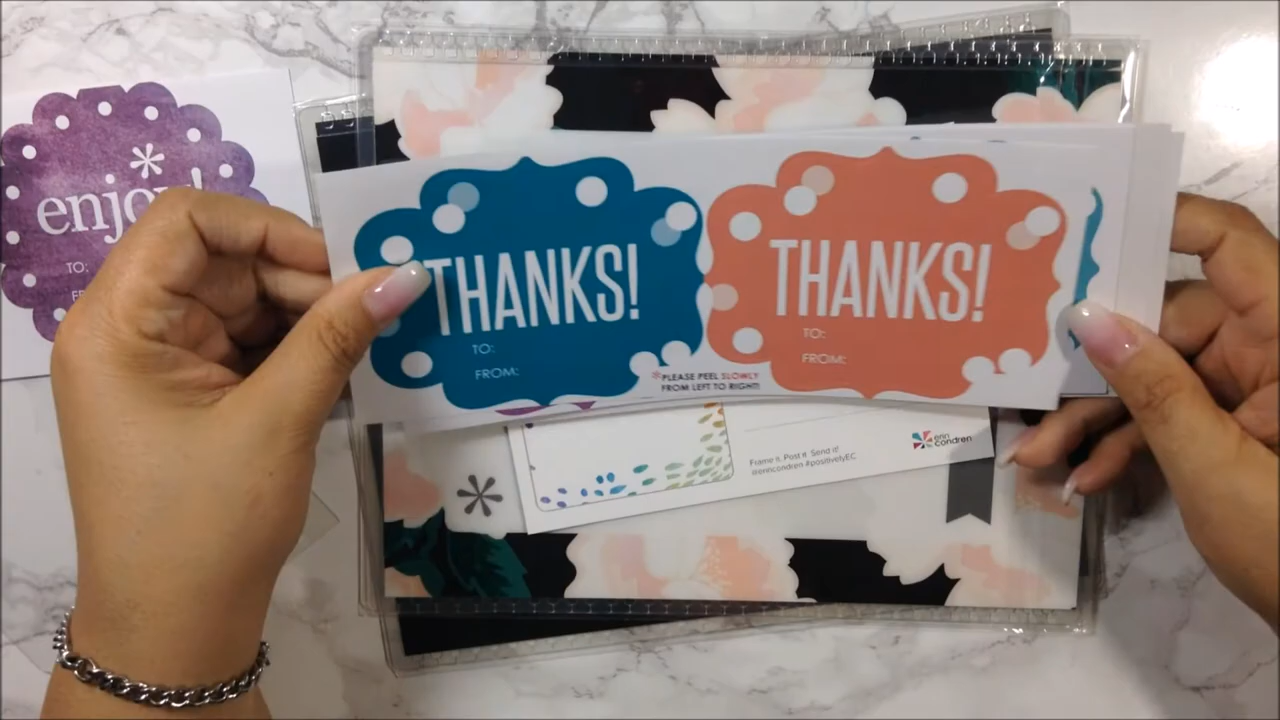 enjoy!
TO:
THANKS!
TO:
FROM:
THANKS!
TO:
FROM:
*PLEASE PEEL SLOWLY
FROM LEFT TO RIGHT!
Frame it. Post it. Send it!
@erincondren #positivelyEC
erin
condren